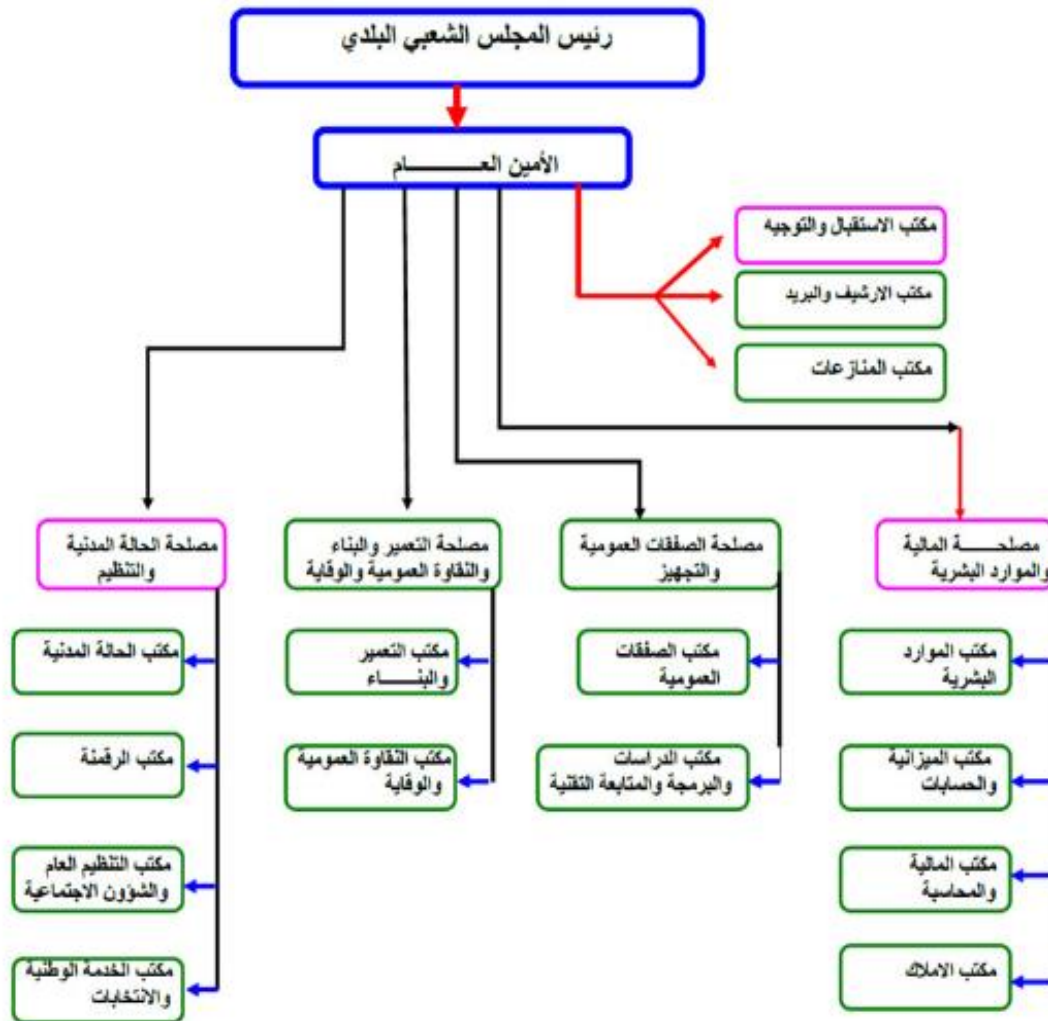 رئيس المجلس الشعبي البلدي
الأمين العـــــــــام
مكتب الاستقبال والتوجيه
مكتب الارشيف والبريد
مكتب المنازعات
مصلحـــــة المالية
والموارد البشرية
مصلحة الصفقات العمومية
والتجهيز
مصلحة التعمير والبناء
والنقاوة العمومية والوقاية
مصلحة الحالة المدنية
والتنظيم
مكتب الموارد
البشرية
مكتب الميزانية
والحسابات
مكتب المالية
والمحاسبة
مكتب الاملاك
مكتب الصفقات
العمومية
مكتب الدراسات
والبرمجة والمتابعة التقنية
مكتب التعمير
والبنـــــاء
مكتب النقاوة العمومية
والوقاية
مكتب الحالة المدنية
مكتب الرقمنة
مكتب التنظيم العام
والشؤون الاجتماعية
مكتب الخدمة الوطنية
والانتخابات